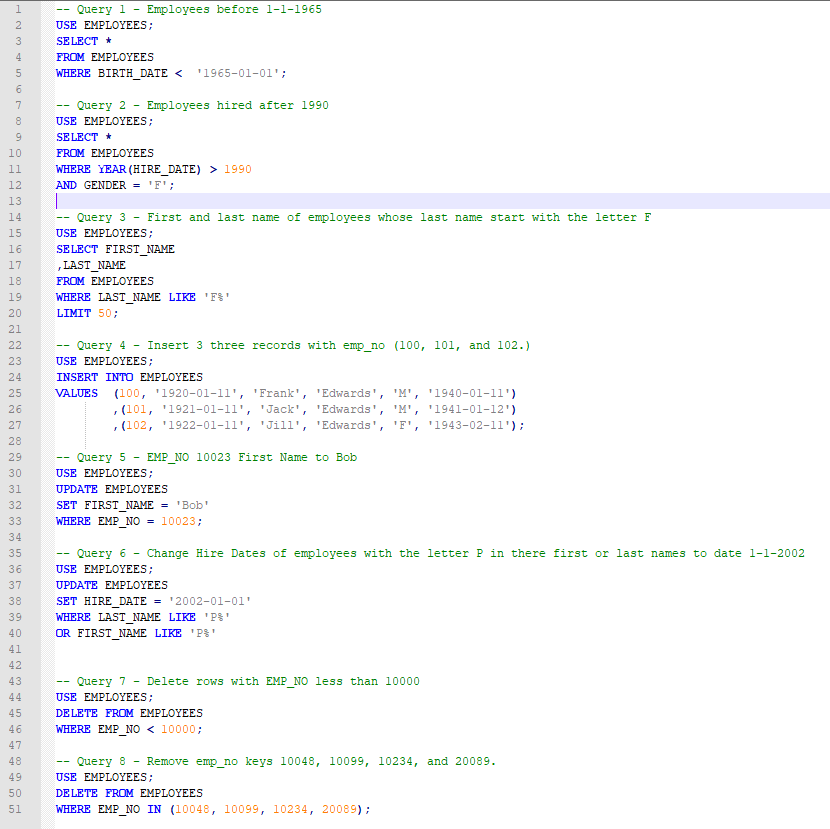 1 -- Query 1 - Employees before 1-1-1965
2 USE EMPLOYEES;
3 SELECT *
4 FROM EMPLOYEES
5 WHERE BIRTH_DATE <  '1965-01-01';
6
7 -- Query 2 - Employees hired after 1990
8 USE EMPLOYEES;
9 SELECT *
10 FROM EMPLOYEES
11 WHERE YEAR(HIRE_DATE) > 1990
12 AND GENDER = 'F';
13
14 -- Query 3 - First and last name of employees whose last name start with the letter F
15 USE EMPLOYEES;
16 SELECT FIRST_NAME
17 ,LAST_NAME
18 FROM EMPLOYEES
19 WHERE LAST_NAME LIKE 'F%'
20 LIMIT 50;
21
22 -- Query 4 - Insert 3 three records with emp_no (100, 101, and 102.)
23 USE EMPLOYEES;
24 INSERT INTO EMPLOYEES
25 VALUES  (100, '1920-01-11', 'Frank', 'Edwards', 'M', '1940-01-11')
26         ,(101, '1921-01-11', 'Jack', 'Edwards', 'M', '1941-01-12')
27         ,(102, '1922-01-11', 'Jill', 'Edwards', 'F', '1943-02-11');
28
29 -- Query 5 - EMP_NO 10023 First Name to Bob
30 USE EMPLOYEES;
31 UPDATE EMPLOYEES
32 SET FIRST_NAME = 'Bob'
33 WHERE EMP_NO = 10023;
34
35 -- Query 6 - Change Hire Dates of employees with the letter P in there first or last names to date 1-1-2002
36 USE EMPLOYEES;
37 UPDATE EMPLOYEES
38 SET HIRE_DATE = '2002-01-01'
39 WHERE LAST_NAME LIKE 'P%'
40 OR FIRST_NAME LIKE 'P%'
41
42
43 -- Query 7 - Delete rows with EMP_NO less than 10000
44 USE EMPLOYEES;
45 DELETE FROM EMPLOYEES
46 WHERE EMP_NO < 10000;
47
48 -- Query 8 - Remove emp_no keys 10048, 10099, 10234, and 20089.
49 USE EMPLOYEES;
50 DELETE FROM EMPLOYEES
51 WHERE EMP_NO IN (10048, 10099, 10234, 20089);